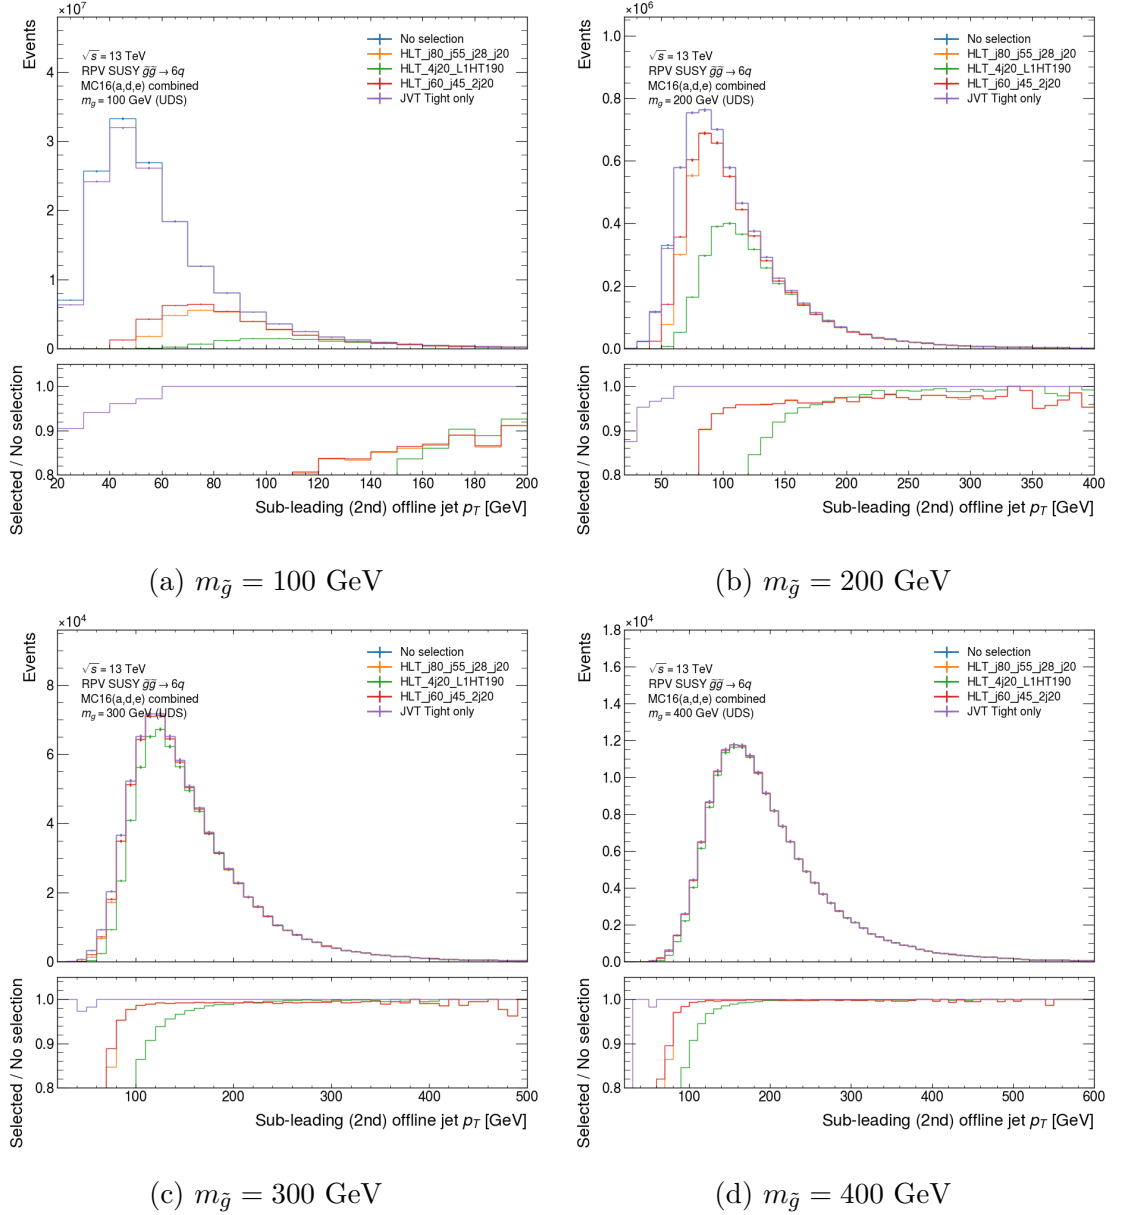 ×10⁷
Events
√s = 13 TeV
RPV SUSY g̃g̃ → 6q
MC16(a,d,e) combined
m_g = 100 GeV (UDS)
No selection
HLT_j80_j55_j28_j20
HLT_4j20_L1HT190
HLT_j60_j45_2j20
JVT Tight only
4
3
2
1
0
Selected / No selection
1.0
0.9
0.8
20 40 60 80 100 120 140 160 180 200
Sub-leading (2nd) offline jet p_T [GeV]
(a) m_g̃ = 100 GeV
×10⁶
Events
√s = 13 TeV
RPV SUSY g̃g̃ → 6q
MC16(a,d,e) combined
m_g = 200 GeV (UDS)
No selection
HLT_j80_j55_j28_j20
HLT_4j20_L1HT190
HLT_j60_j45_2j20
JVT Tight only
1.0
0.8
0.6
0.4
0.2
0.0
Selected / No selection
1.0
0.9
0.8
50 100 150 200 250 300 350 400
Sub-leading (2nd) offline jet p_T [GeV]
(b) m_g̃ = 200 GeV
×10⁴
Events
√s = 13 TeV
RPV SUSY g̃g̃ → 6q
MC16(a,d,e) combined
m_g = 300 GeV (UDS)
No selection
HLT_j80_j55_j28_j20
HLT_4j20_L1HT190
HLT_j60_j45_2j20
JVT Tight only
8
6
4
2
0
Selected / No selection
1.0
0.9
0.8
100 200 300 400 500
Sub-leading (2nd) offline jet p_T [GeV]
(c) m_g̃ = 300 GeV
×10⁴
Events
√s = 13 TeV
RPV SUSY g̃g̃ → 6q
MC16(a,d,e) combined
m_g = 400 GeV (UDS)
No selection
HLT_j80_j55_j28_j20
HLT_4j20_L1HT190
HLT_j60_j45_2j20
JVT Tight only
1.8
1.6
1.4
1.2
1.0
0.8
0.6
0.4
0.2
0.0
Selected / No selection
1.0
0.9
0.8
100 200 300 400 500 600
Sub-leading (2nd) offline jet p_T [GeV]
(d) m_g̃ = 400 GeV